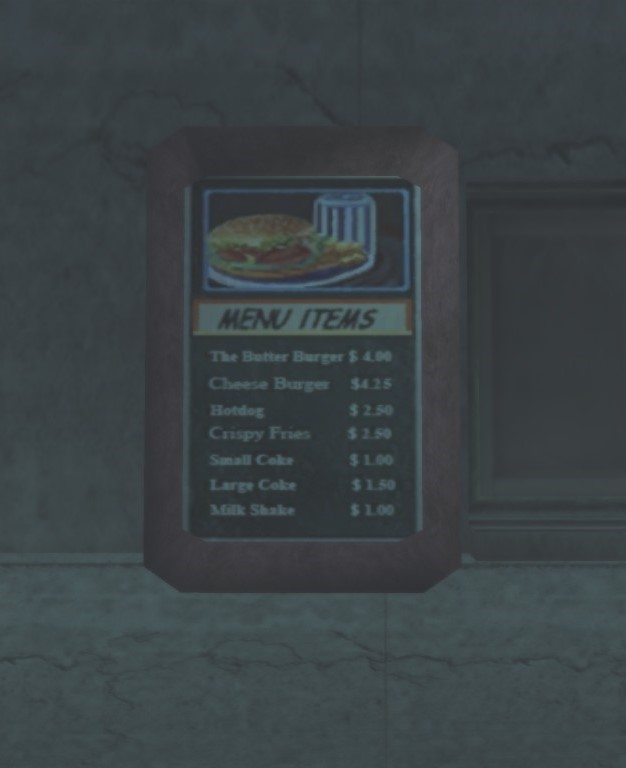 MENU ITEMS
The Butter Burger $ 4.00
Cheese Burger $4.25
Hotdog $ 2.50
Crispy Fries $ 2.50
Small Coke $ 1.00
Large Coke $ 1.50
Milk Shake $ 1.00